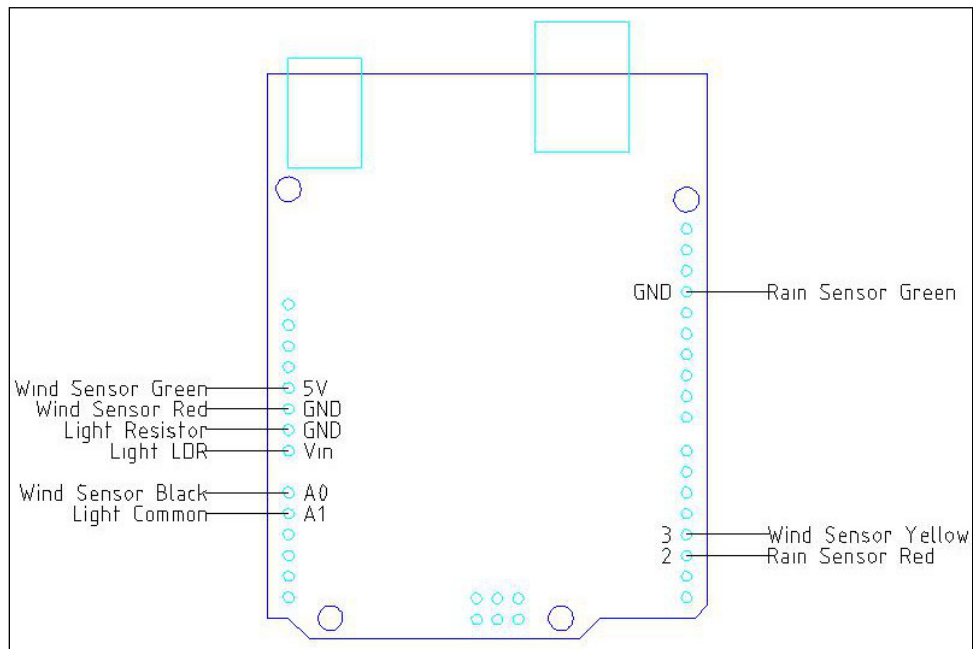 GND Rain Sensor Green
Wind Sensor Green 5V
Wind Sensor Red GND
Light Resistor GND
Light LDR Vin
Wind Sensor Black A0
Light Common A1
3 Wind Sensor Yellow
2 Rain Sensor Red